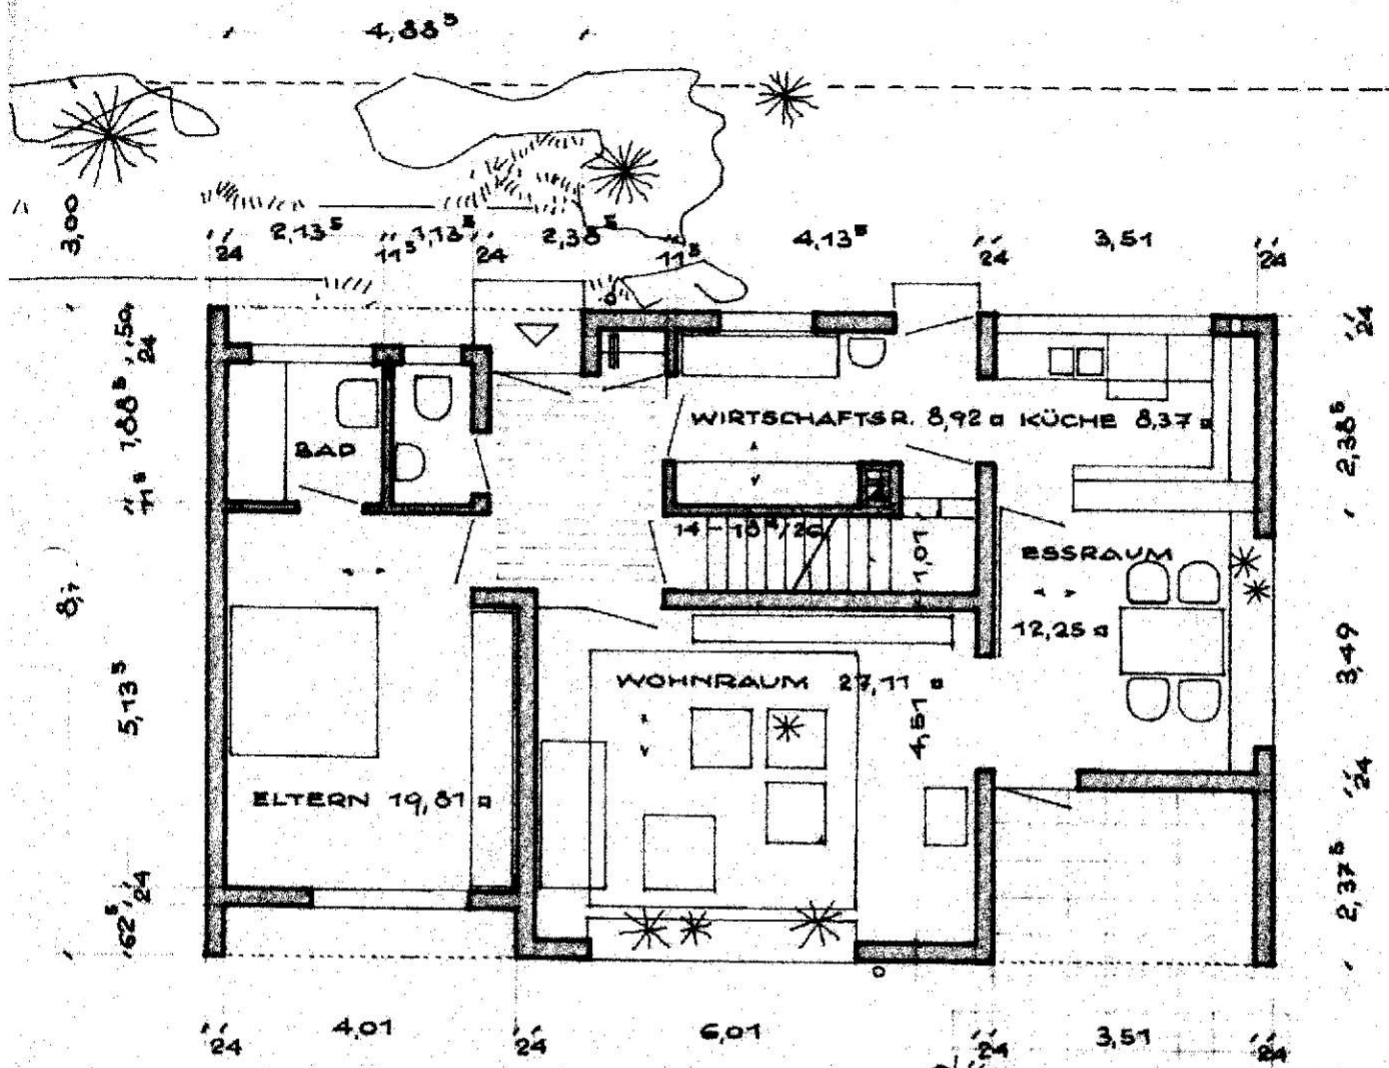 4,88⁵
3,00
2,13⁵ 1,13⁵ 2,38⁵ 4,13⁵ 3,51
24 11⁵ 24 11⁵ 24 24
50
24
24
1,88⁵
WIRTSCHAFTSR. 8,92 KÜCHE 8,37
2,38⁵
BAD
11⁵
1,01
ESSRAUM
12,25
5,13⁵
WOHNRAUM 27,11
3,49
4,51
ELTERN 19,81
24
24
62⁵
2,37⁵
4,01 6,01 3,51
24 24 24 24